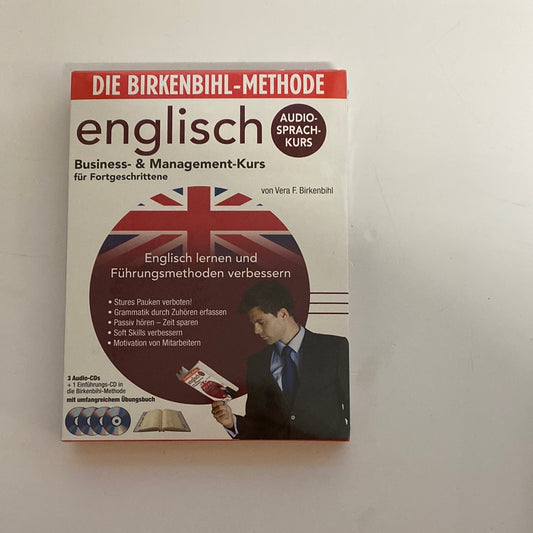 DIE BIRKENBIHL-METHODE
englisch
AUDIO-
SPRACH-
KURS
Business- & Management-Kurs
für Fortgeschrittene
von Vera F. Birkenbihl
Englisch lernen und
Führungsmethoden verbessern
• Stures Pauken verboten!
• Grammatik durch Zuhören erfassen
• Passiv hören – Zeit sparen
• Soft Skills verbessern
• Motivation von Mitarbeitern
3 Audio-CDs
+ 1 Einführungs-CD in
die Birkenbihl-Methode
mit umfangreichem Übungsbuch